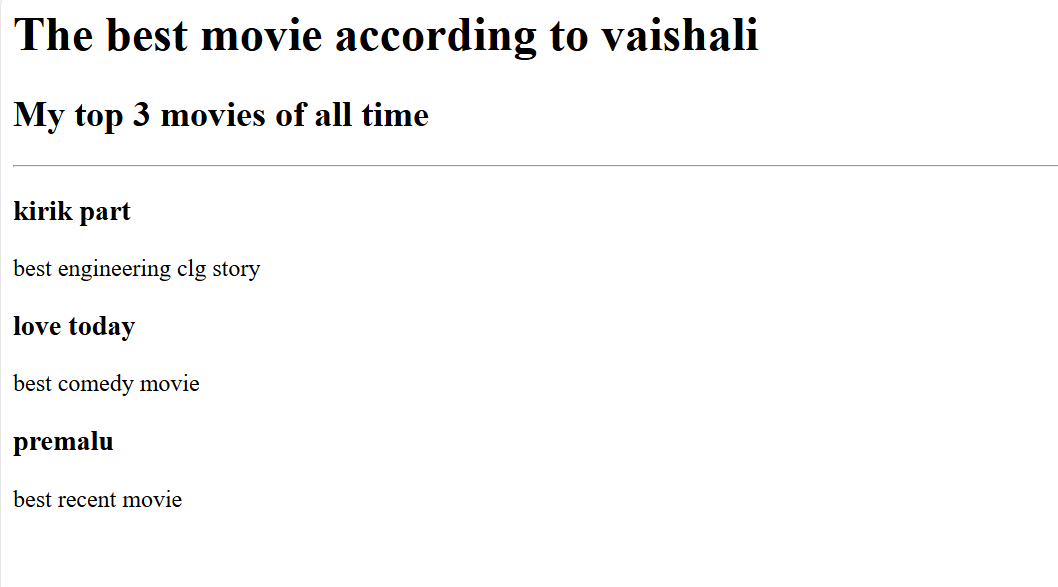 The best movie according to vaishali
My top 3 movies of all time
kirik part
best engineering clg story
love today
best comedy movie
premalu
best recent movie